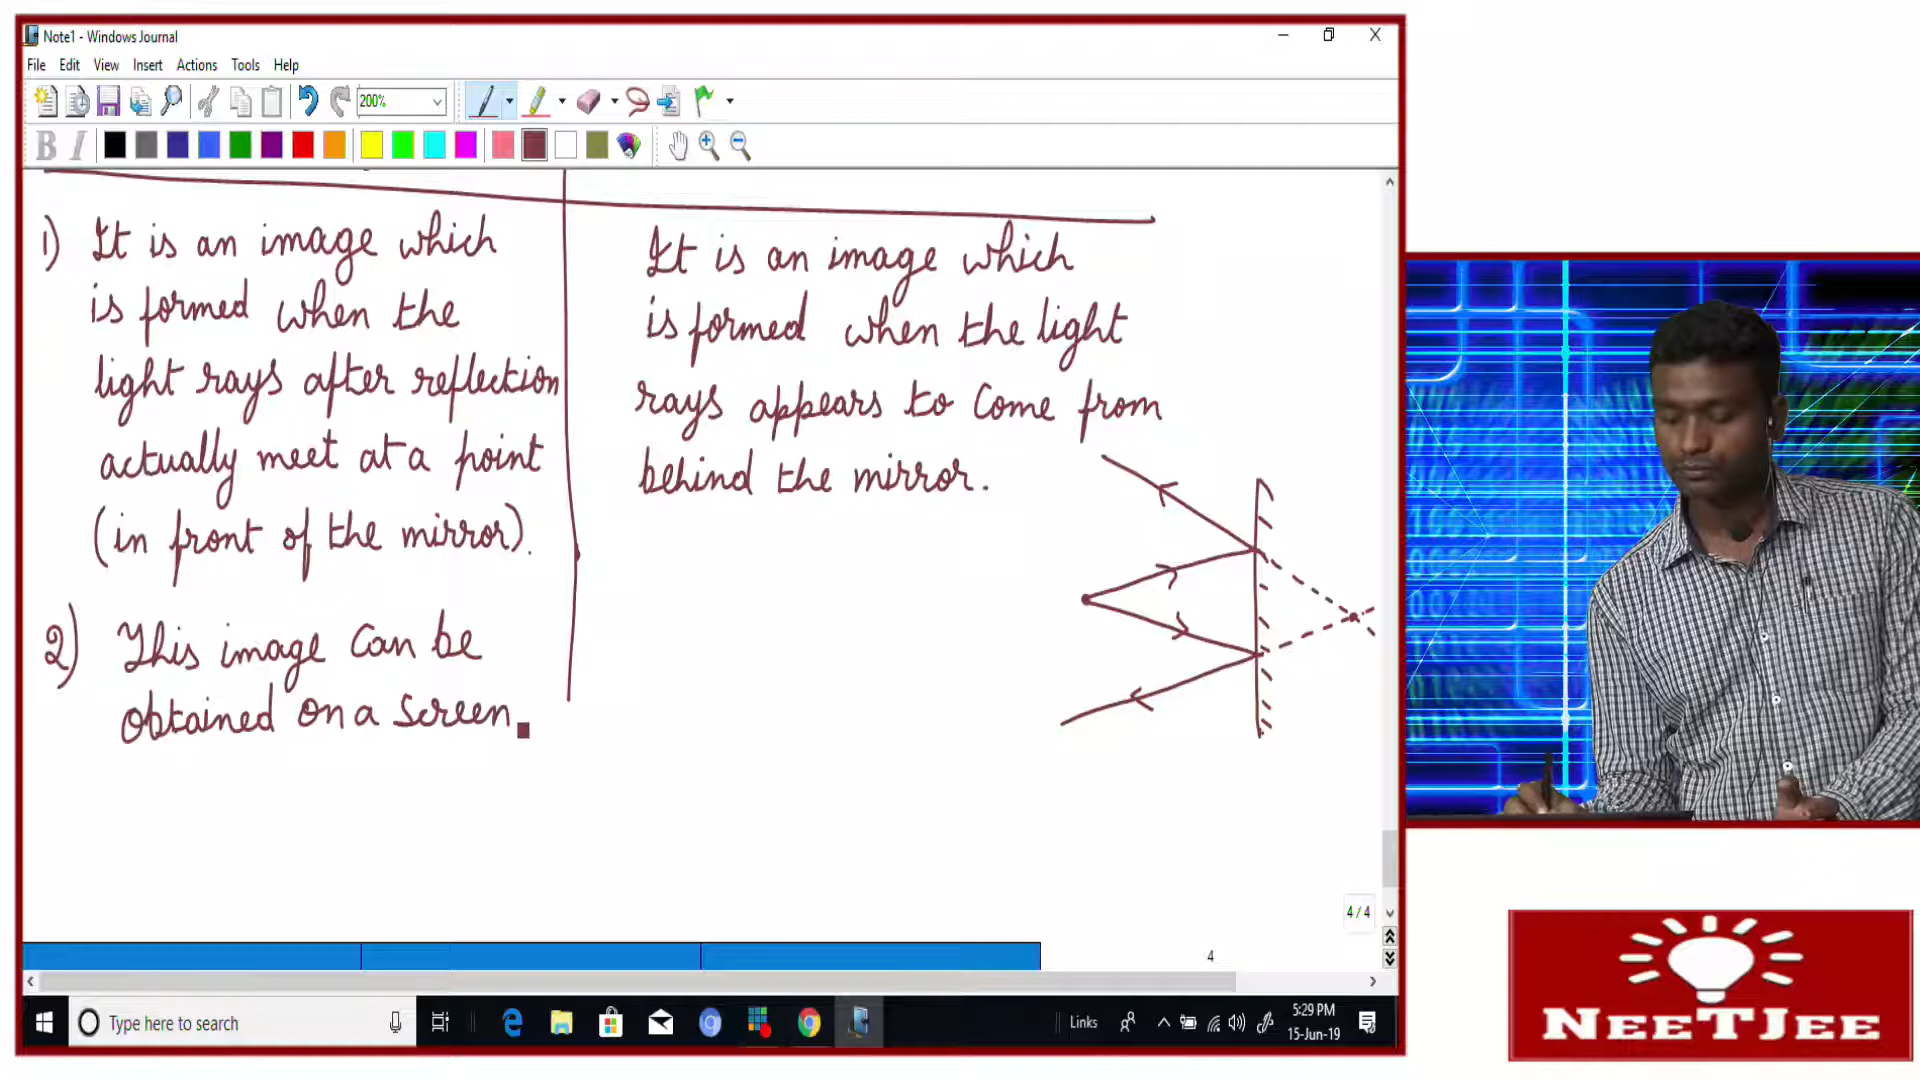 Note1 - Windows Journal
File Edit View Insert Actions Tools Help
200%
B I
1) It is an image which
is formed when the
light rays after reflection
actually meet at a point
(in front of the mirror).
2) This image can be
obtained on a screen.
It is an image which
is formed when the light
rays appears to come from
behind the mirror.
4 / 4
4
Type here to search
Links
5:29 PM
15-Jun-19
NEETJEE